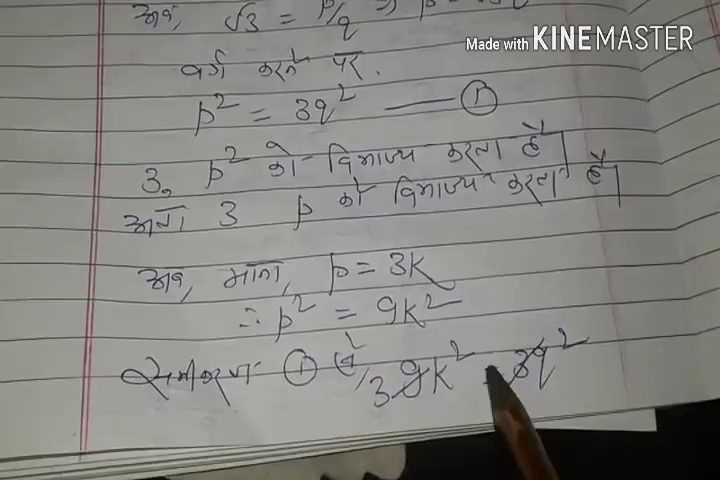 Made with KINEMASTER
अब, √3 = p/q ⇒ p =
वर्ग करने पर.
p² = 3q² —— ①
3, p² को विभाज्य करता है।
अतः 3 p को विभाज्य करता है।
अब, माना, p = 3k
∴ p² = 9k²
समीकरण ① से, 3 9k² = 3q²